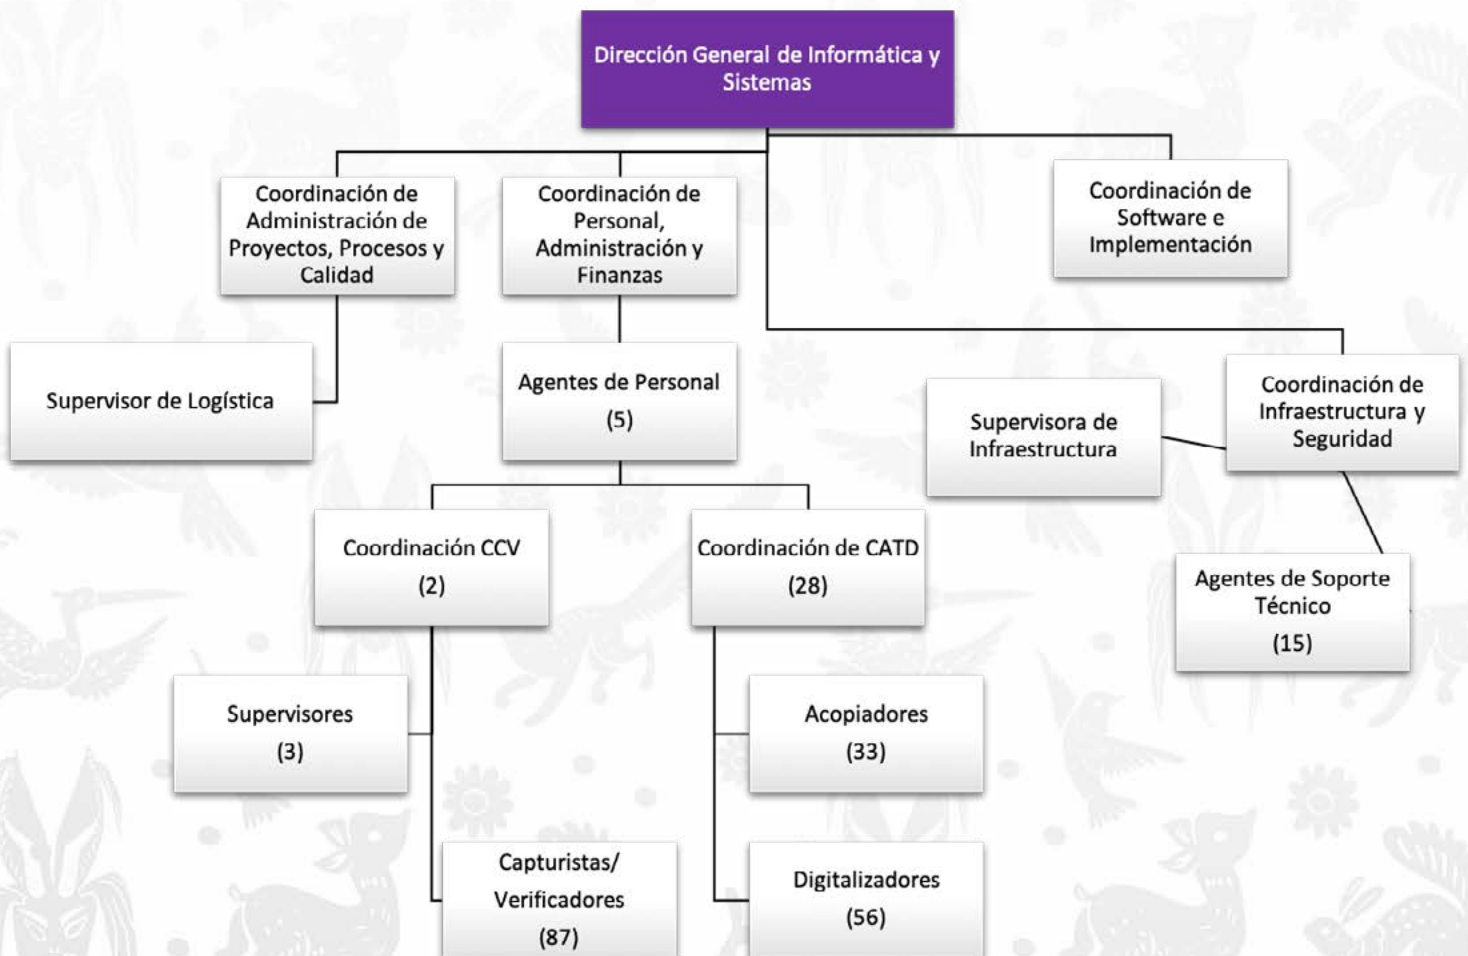 Dirección General de Informática y
Sistemas
Coordinación de
Administración de
Proyectos, Procesos y
Calidad
Coordinación de
Personal,
Administración y
Finanzas
Coordinación de
Software e
Implementación
Supervisor de Logística
Agentes de Personal
(5)
Supervisora de
Infraestructura
Coordinación de
Infraestructura y
Seguridad
Coordinación CCV
(2)
Coordinación de CATD
(28)
Agentes de Soporte
Técnico
(15)
Supervisores
(3)
Acopiadores
(33)
Capturistas/
Verificadores
(87)
Digitalizadores
(56)